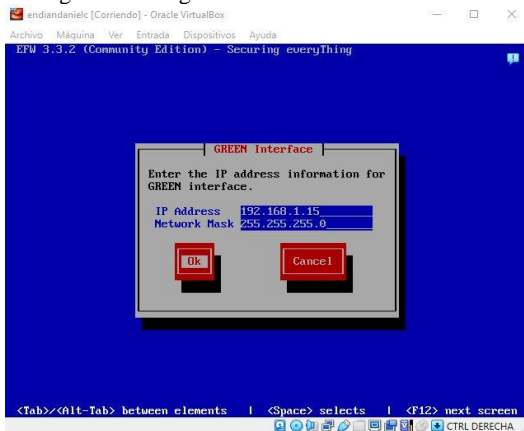 endiandanielc [Corriendo] - Oracle VirtualBox
Archivo Máquina Ver Entrada Dispositivos Ayuda
EFW 3.3.2 (Community Edition) - Securing everyThing
GREEN Interface
Enter the IP address information for
GREEN interface.
IP Address 192.168.1.15
Network Mask 255.255.255.0
Ok Cancel
<Tab>/<Alt-Tab> between elements | <Space> selects | <F12> next screen
CTRL DERECHA